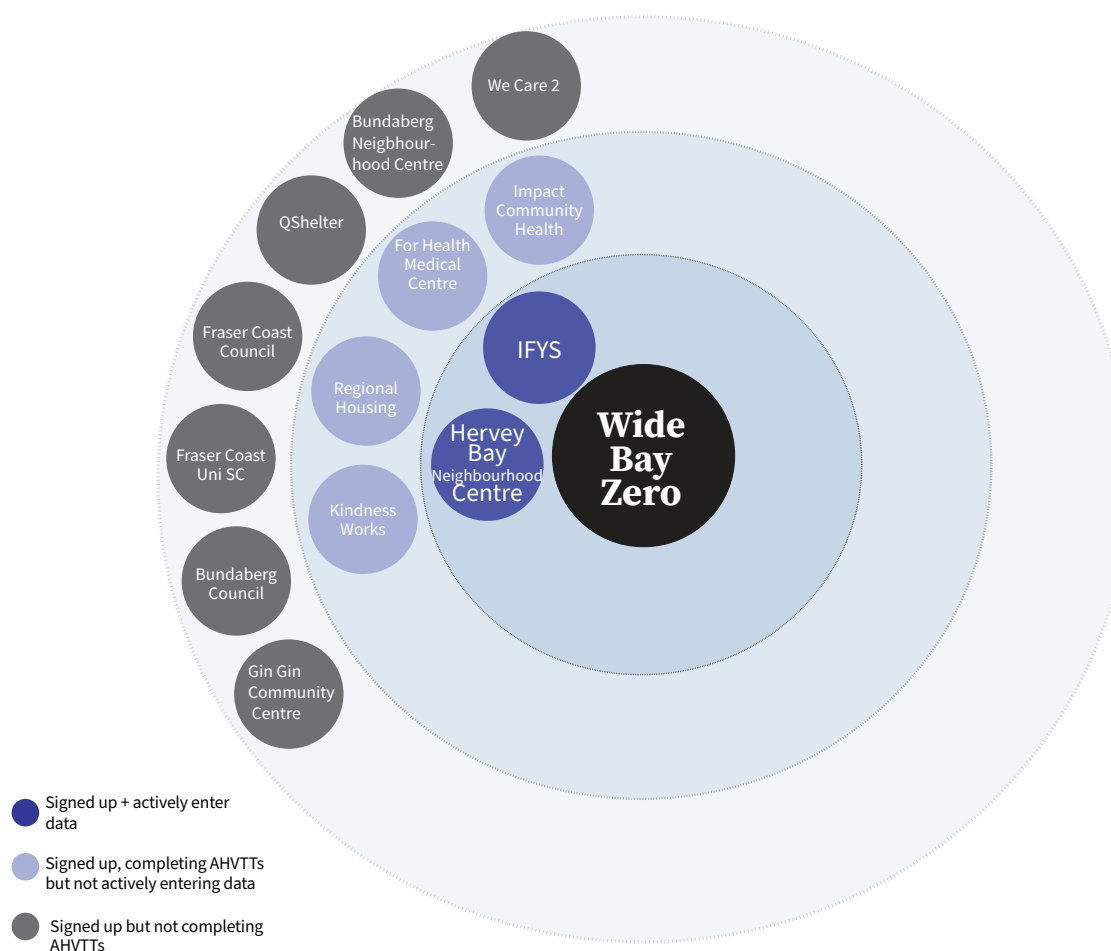 We Care 2
Bundaberg
Neigbhour-
hood Centre
QShelter
Impact
Community
Health
For Health
Medical
Centre
Fraser Coast
Council
IFYS
Regional
Housing
Wide
Bay
Zero
Hervey
Bay
Neighbourhood
Centre
Fraser Coast
Uni SC
Kindness
Works
Bundaberg
Council
Gin Gin
Community
Centre
Signed up + actively enter
data
Signed up, completing AHVTTs
but not actively entering data
Signed up but not completing
AHVTTs